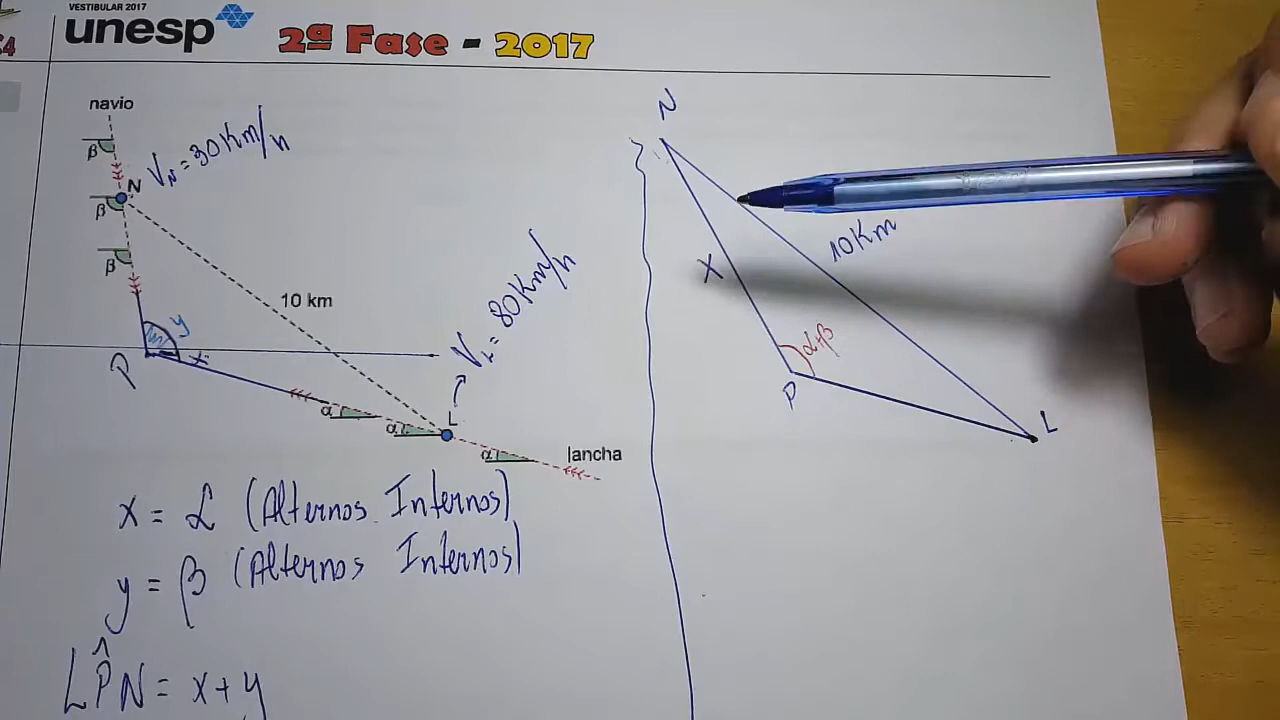 VESTIBULAR 2017
unesp
2ª Fase - 2017
navio
β
V_N = 30 Km/h
N
β
β
10 km
V_L = 80 Km/h
y
x
P
α
L
α
α
lancha
x = α (Alternos Internos)
y = β (Alternos Internos)
LP̂N = x + y
N
10 Km
X
α+β
P
L